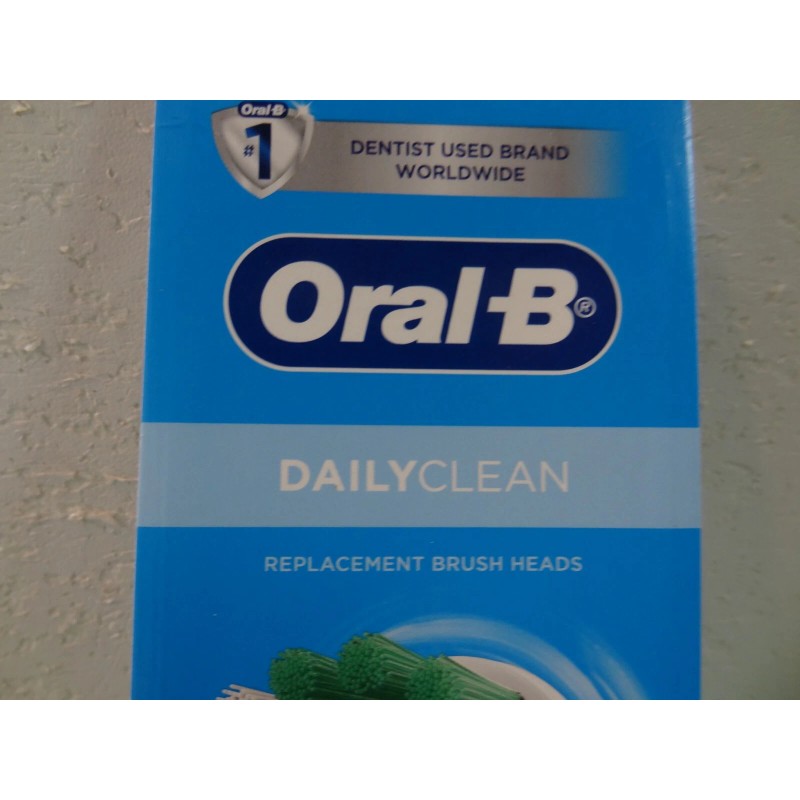 Oral-B
#1
DENTIST USED BRAND
WORLDWIDE
Oral-B®
DAILYCLEAN
REPLACEMENT BRUSH HEADS